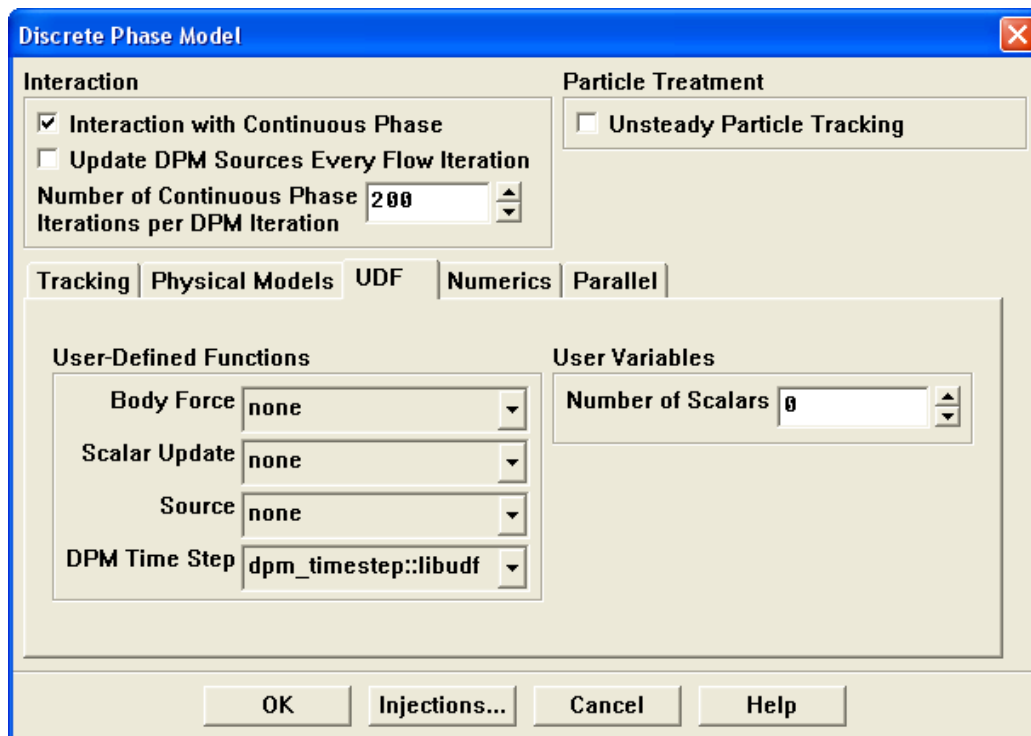 Discrete Phase Model
Interaction
Interaction with Continuous Phase
Update DPM Sources Every Flow Iteration
Number of Continuous Phase
Iterations per DPM Iteration
200
Particle Treatment
Unsteady Particle Tracking
Tracking Physical Models UDF Numerics Parallel
User-Defined Functions
Body Force none
Scalar Update none
Source none
DPM Time Step dpm_timestep::libudf
User Variables
Number of Scalars 0
OK Injections... Cancel Help